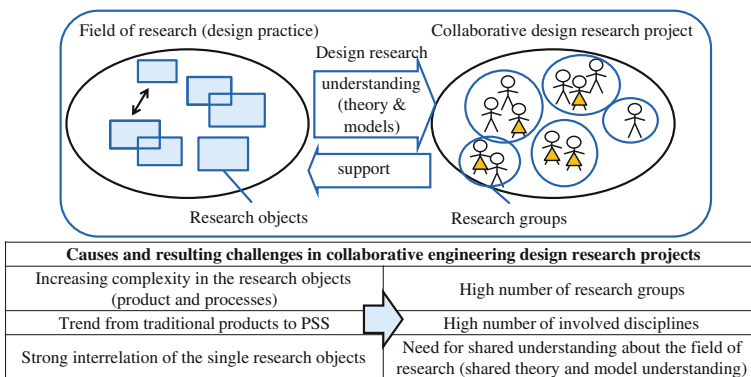 Field of research (design practice)
Collaborative design research project
Design research
understanding
(theory &
models)
support
Research objects
Research groups
Causes and resulting challenges in collaborative engineering design research projects
Increasing complexity in the research objects
(product and processes)
High number of research groups
Trend from traditional products to PSS
High number of involved disciplines
Strong interrelation of the single research objects
Need for shared understanding about the field of
research (shared theory and model understanding)